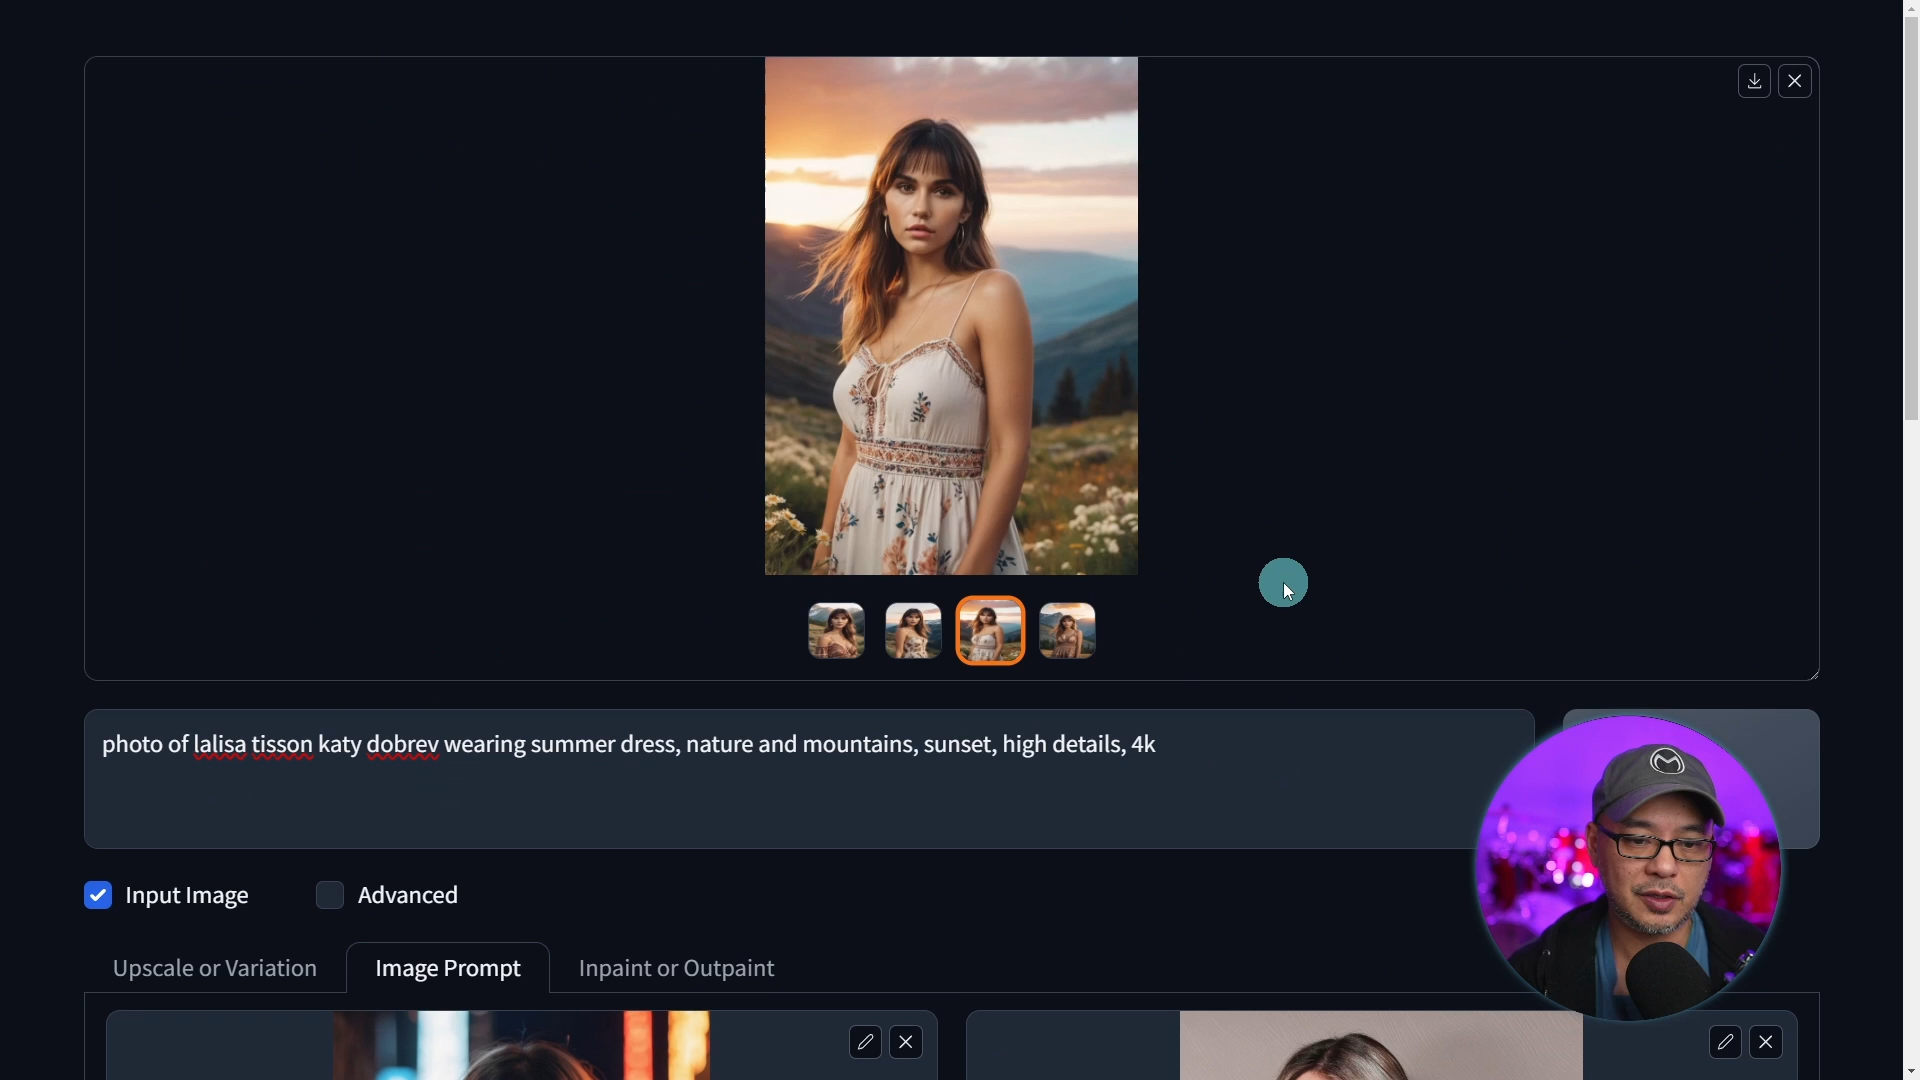 photo of lalisa tisson katy dobrev wearing summer dress, nature and mountains, sunset, high details, 4k
Input Image
Advanced
Upscale or Variation
Image Prompt
Inpaint or Outpaint